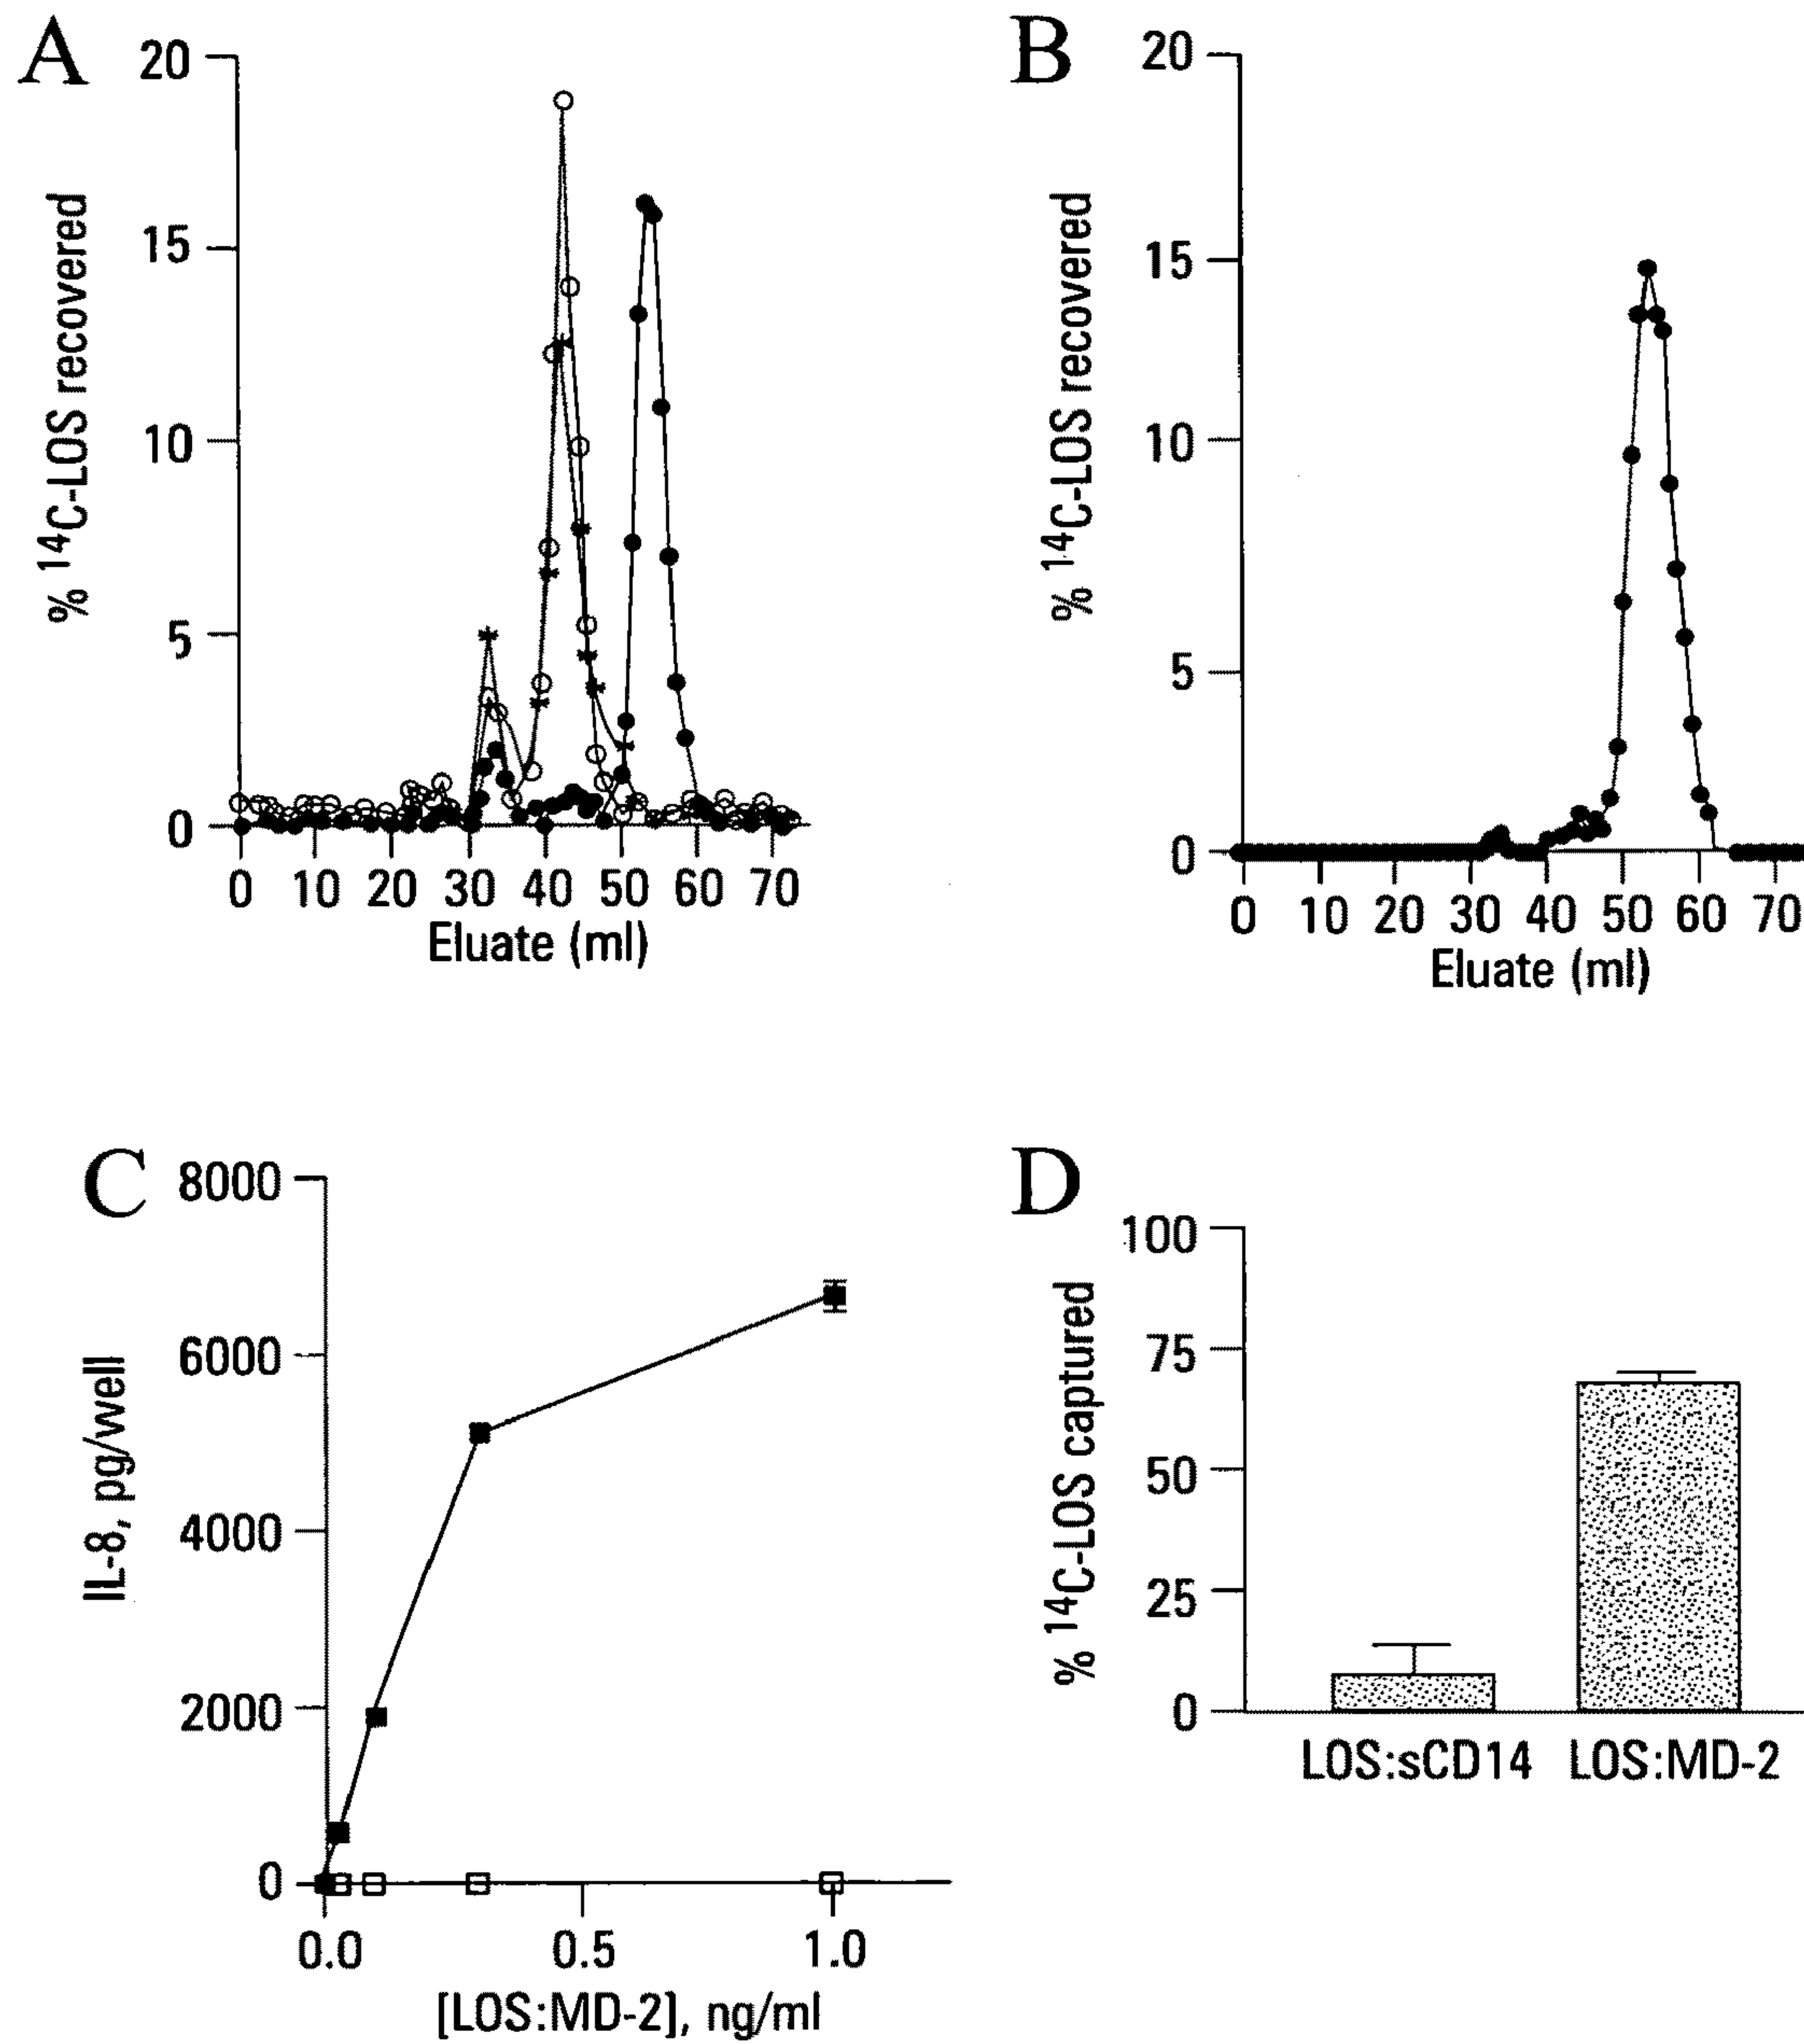 A
20
15
10
5
0
% 14C-LOS recovered
0 10 20 30 40 50 60 70
Eluate (ml)
B
20
15
10
5
0
% 14C-LOS recovered
0 10 20 30 40 50 60 70
Eluate (ml)
C
8000
6000
4000
2000
0
IL-8, pg/well
0.0 0.5 1.0
[LOS:MD-2], ng/ml
D
100
75
50
25
0
% 14C-LOS captured
LOS:sCD14 LOS:MD-2